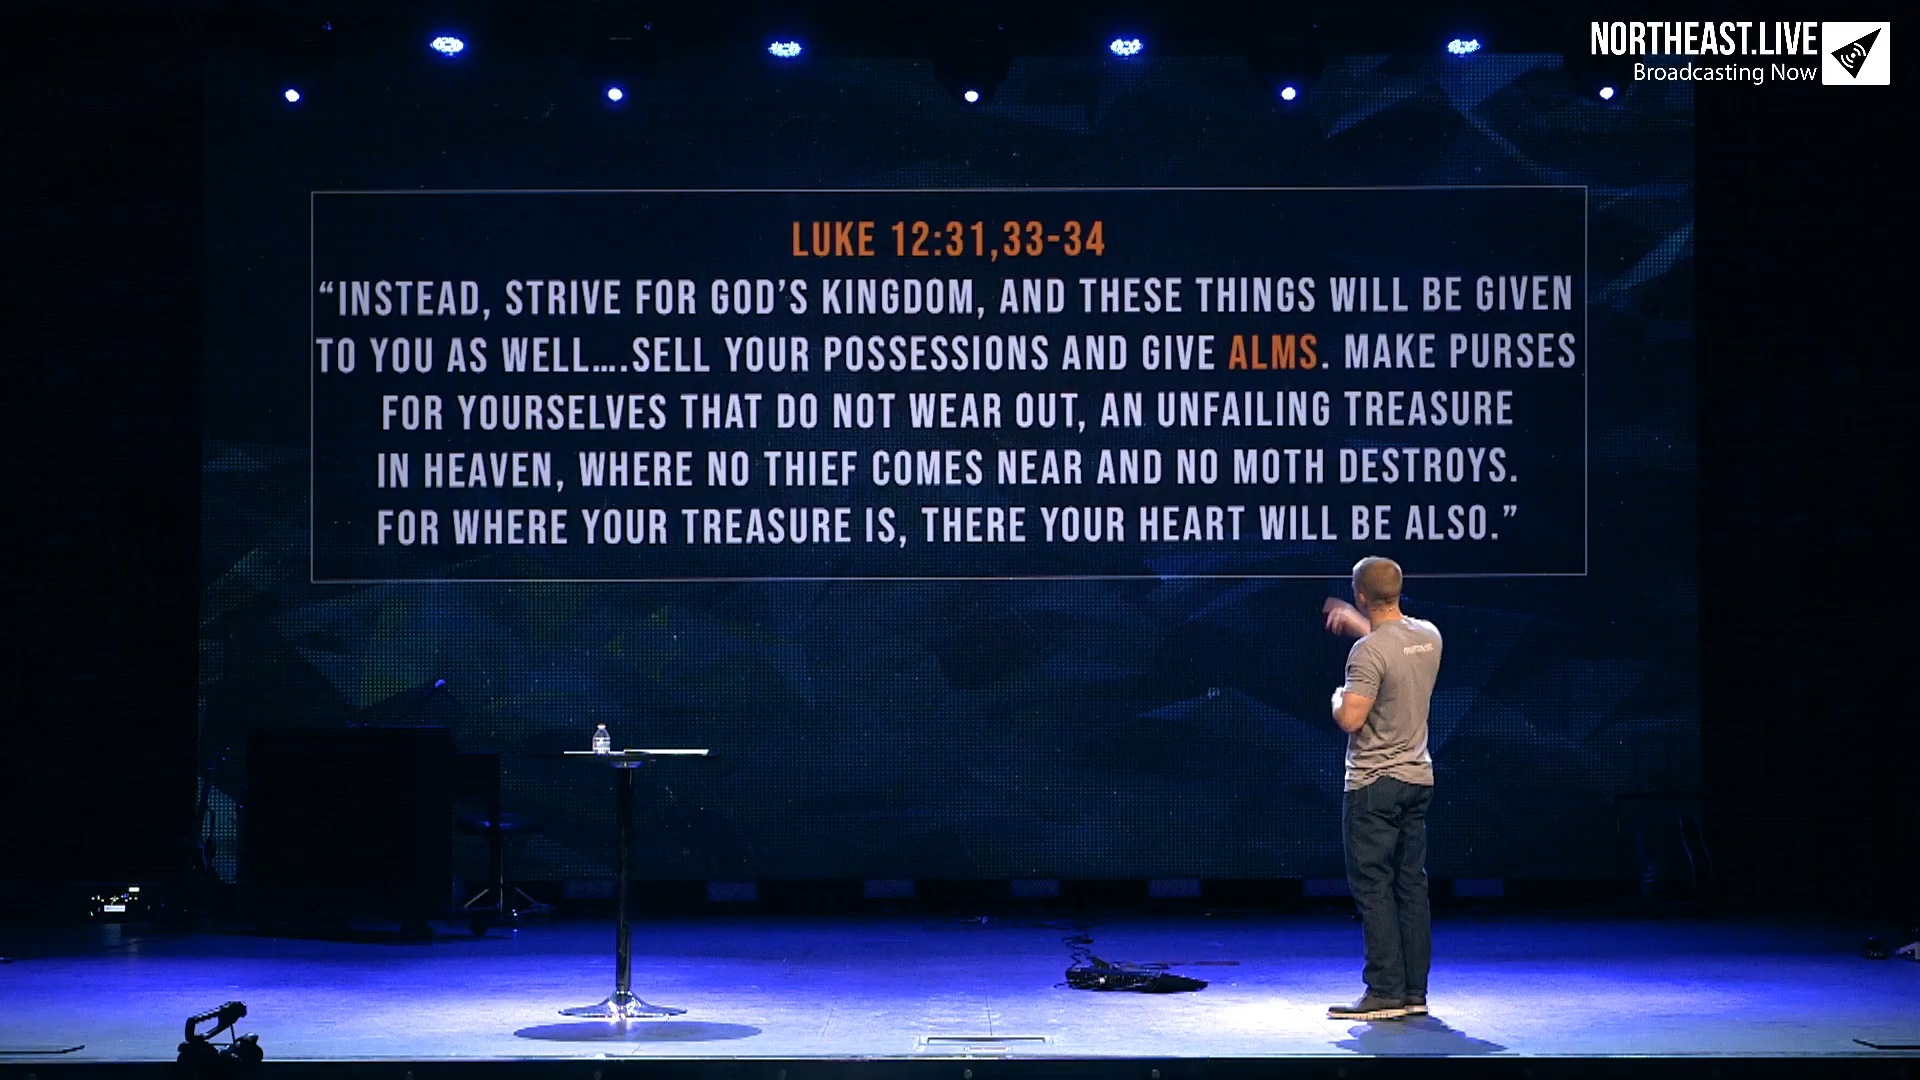 NORTHEAST.LIVE
Broadcasting Now
LUKE 12:31,33-34
“INSTEAD, STRIVE FOR GOD’S KINGDOM, AND THESE THINGS WILL BE GIVEN
TO YOU AS WELL....SELL YOUR POSSESSIONS AND GIVE ALMS. MAKE PURSES
FOR YOURSELVES THAT DO NOT WEAR OUT, AN UNFAILING TREASURE
IN HEAVEN, WHERE NO THIEF COMES NEAR AND NO MOTH DESTROYS.
FOR WHERE YOUR TREASURE IS, THERE YOUR HEART WILL BE ALSO.”